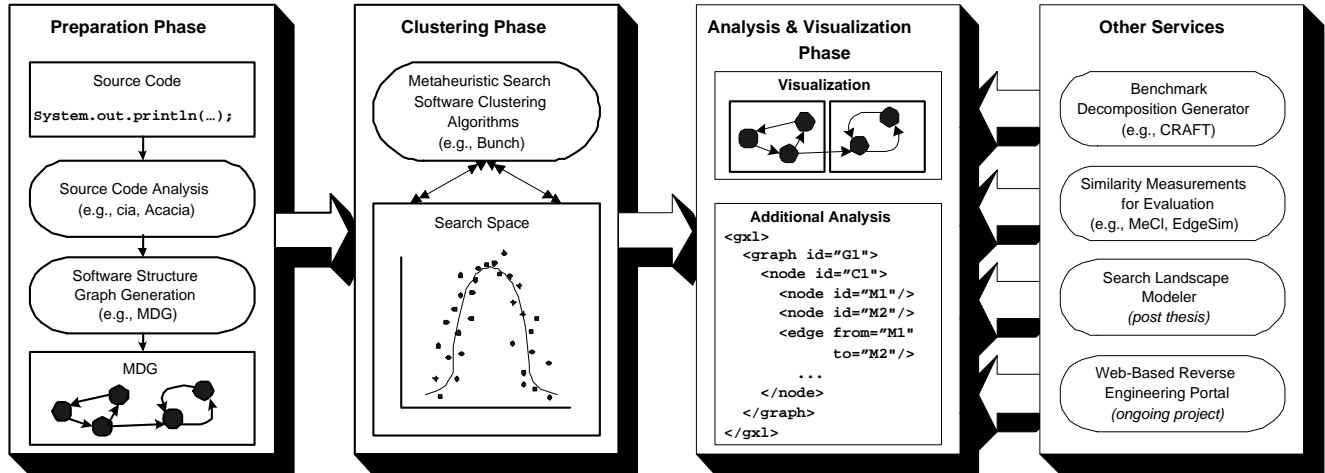 Preparation Phase
Source Code
System.out.println(…);
Source Code Analysis
(e.g., cia, Acacia)
Software Structure
Graph Generation
(e.g., MDG)
MDG
Clustering Phase
Metaheuristic Search
Software Clustering
Algorithms
(e.g., Bunch)
Search Space
Analysis & Visualization
Phase
Visualization
Additional Analysis
<gxl>
<graph id=”G1">
<node id=”C1">
<node id=”M1"/>
<node id=”M2"/>
<edge from=”M1"
to=”M2"/>
...
</node>
</graph>
</gxl>
Other Services
Benchmark
Decomposition Generator
(e.g., CRAFT)
Similarity Measurements
for Evaluation
(e.g., MeCl, EdgeSim)
Search Landscape
Modeler
(post thesis)
Web-Based Reverse
Engineering Portal
(ongoing project)